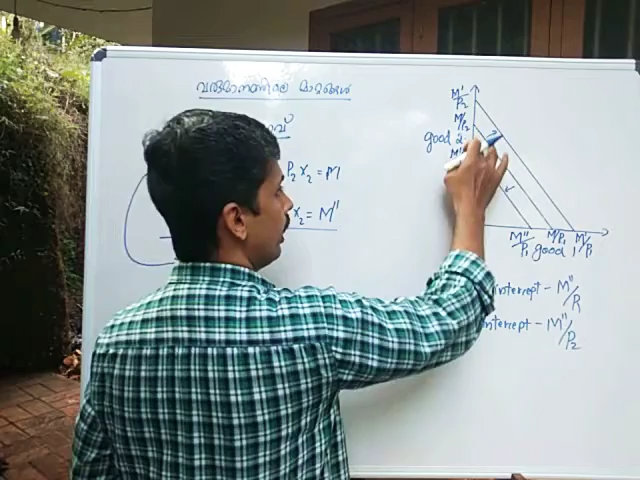 വരുമാനത്തിലെ മാറ്റങ്ങൾ
P₂ x₂ = M
x₂ = M"
M'/P₂
M/P₂
good 2
M"/P₁ M/P₁ M'/P₁
good 1
intercept - M"/P₁
intercept - M"/P₂